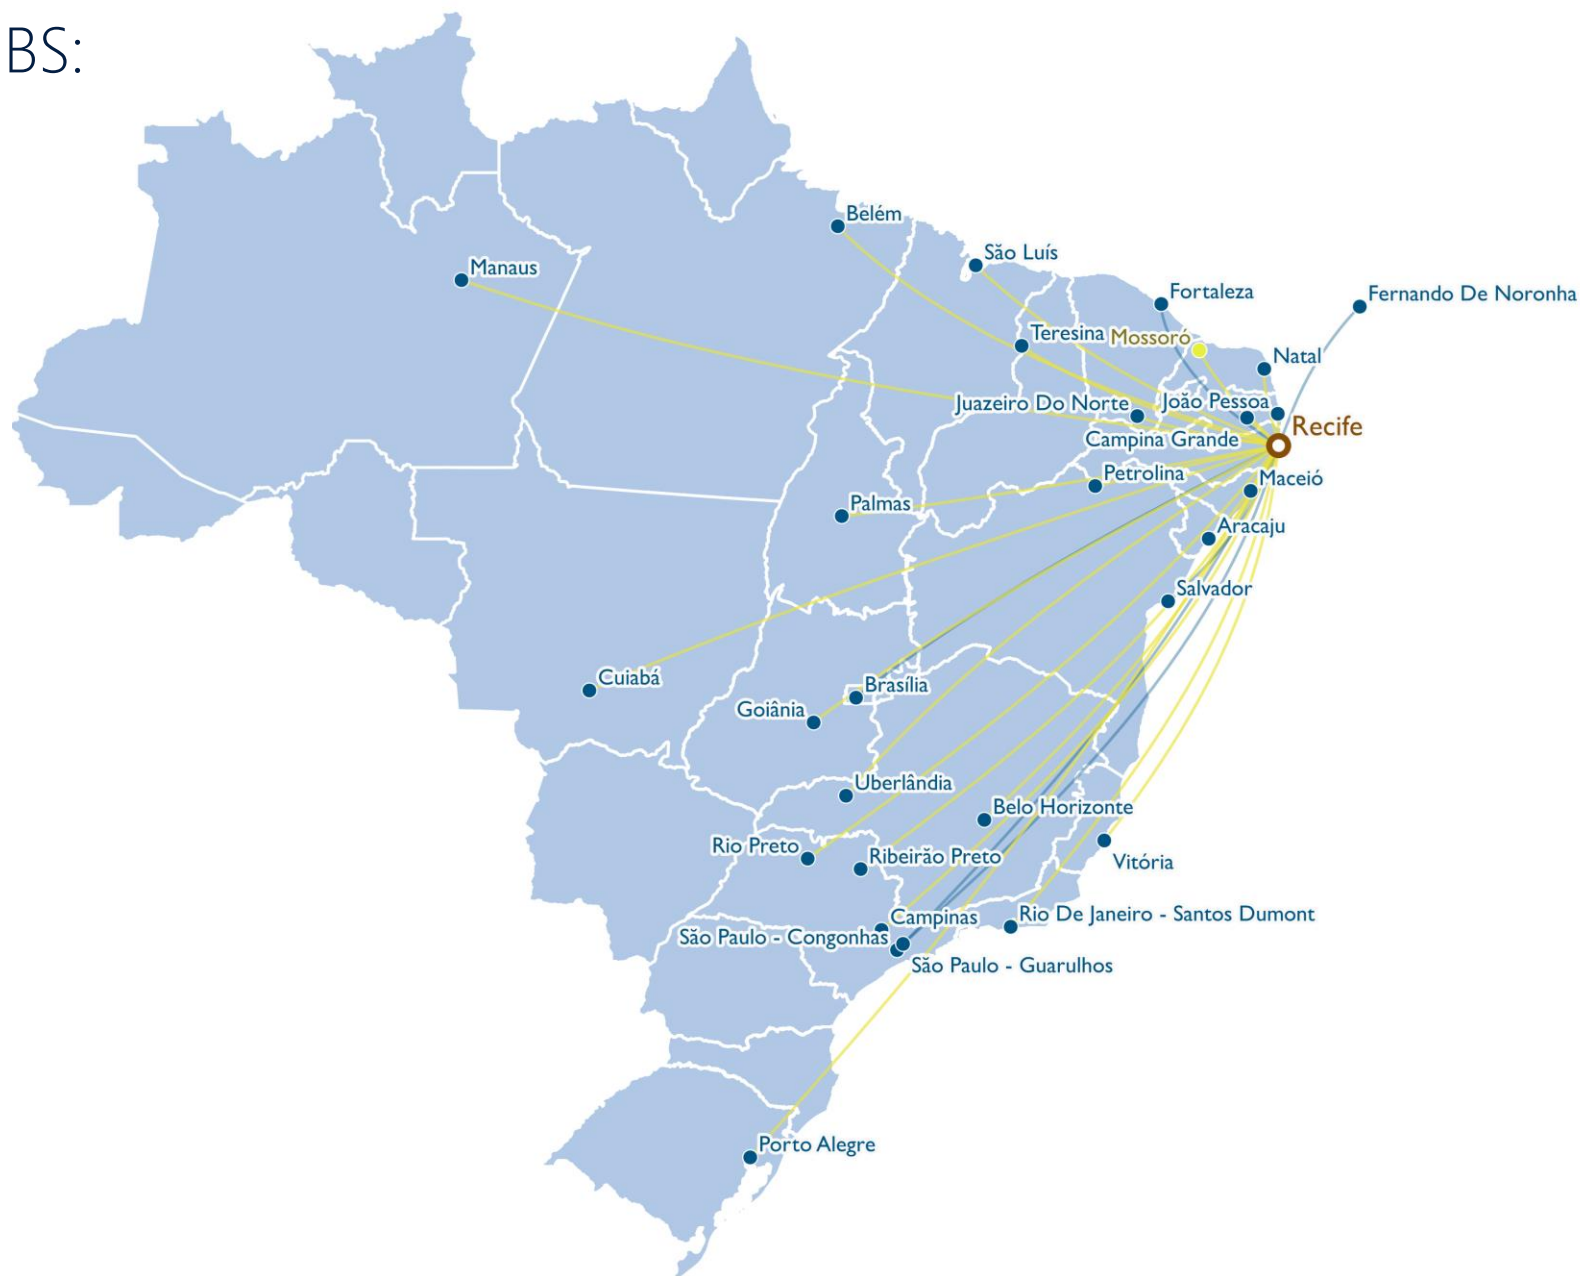 BS:
Belém
São Luís
Manaus
Fortaleza
Fernando De Noronha
Teresina
Mossoró
Natal
Juazeiro Do Norte
João Pessoa
Recife
Campina Grande
Petrolina
Maceió
Palmas
Aracaju
Salvador
Cuiabá
Brasília
Goiânia
Uberlândia
Belo Horizonte
Rio Preto
Ribeirão Preto
Vitória
Campinas
Rio De Janeiro - Santos Dumont
São Paulo - Congonhas
São Paulo - Guarulhos
Porto Alegre